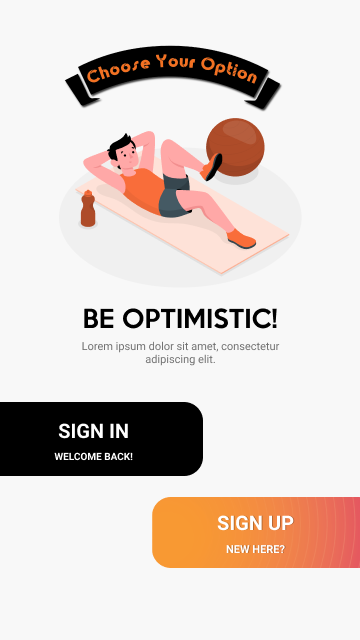 Choose Your Option
BE OPTIMISTIC!
Lorem ipsum dolor sit amet, consectetur
adipiscing elit.
SIGN IN
WELCOME BACK!
SIGN UP
NEW HERE?